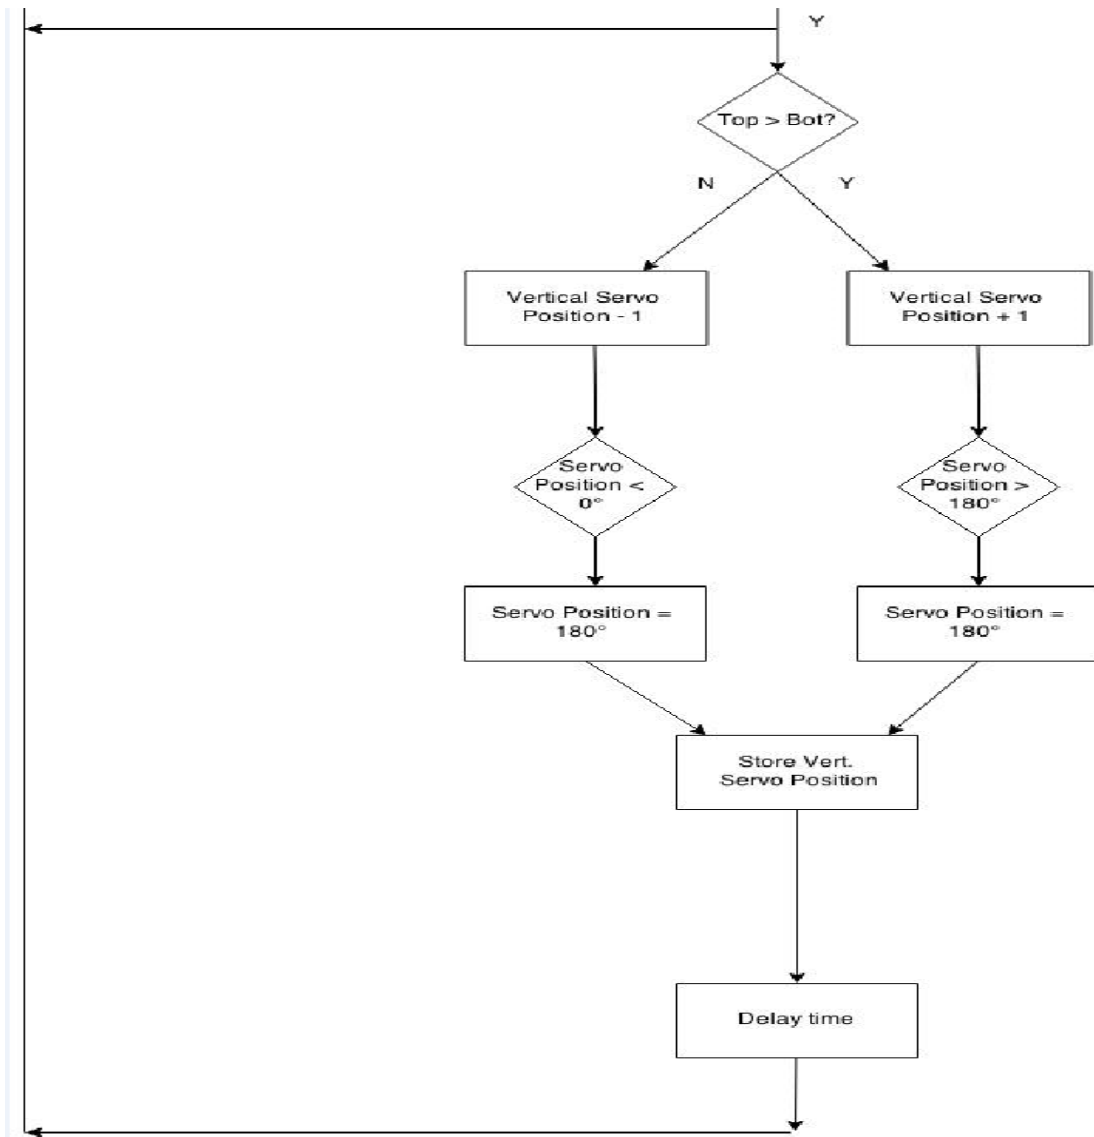 Y
Top > Bot?
N
Y
Vertical Servo
Position - 1
Vertical Servo
Position + 1
Servo
Position <
0°
Servo
Position >
180°
Servo Position =
180°
Servo Position =
180°
Store Vert.
Servo Position
Delay time